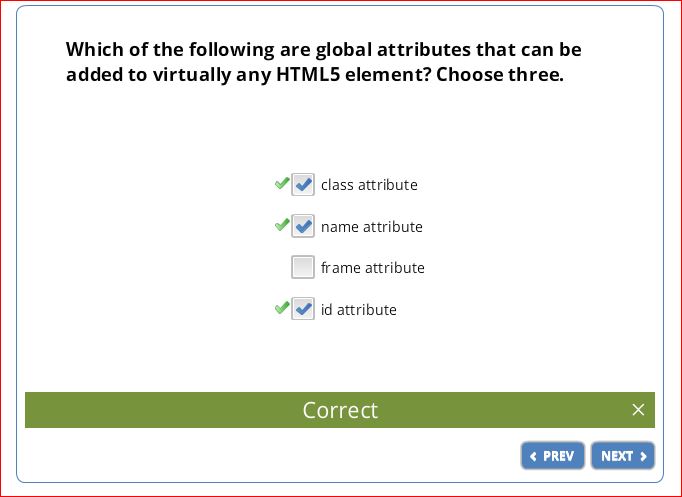 Which of the following are global attributes that can be
added to virtually any HTML5 element? Choose three.
class attribute
name attribute
frame attribute
id attribute
Correct
PREV
NEXT